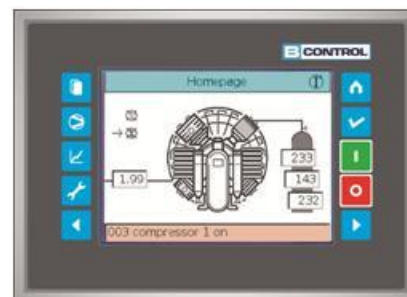 B CONTROL
Homepage
1.99
233
143
232
003 compressor 1 on
I
O